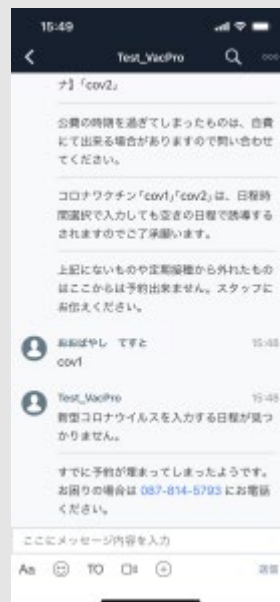 15:49
Test_VacPro
ナ】「cov2」
公費の時期を過ぎてしまったものは、自費
にて出来る場合がありますので問い合わせ
てください。
コロナワクチン「cov1」「cov2」は、日程時
間選択で入力しても空きの日程で誘導する
されますのでご了承願います。
上記にないものや定期接種から外れたもの
はここからは予約出来ません。スタッフに
お伝えください。
おおばやし てすと
15:48
cov1
Test_VacPro
15:48
新型コロナウイルスを入力する日程が見つ
かりません。
すでに予約が埋まってしまったようです。
お困りの場合は 087-814-5793 にお電話
ください。
ここにメッセージ内容を入力
Aa
TO
送信